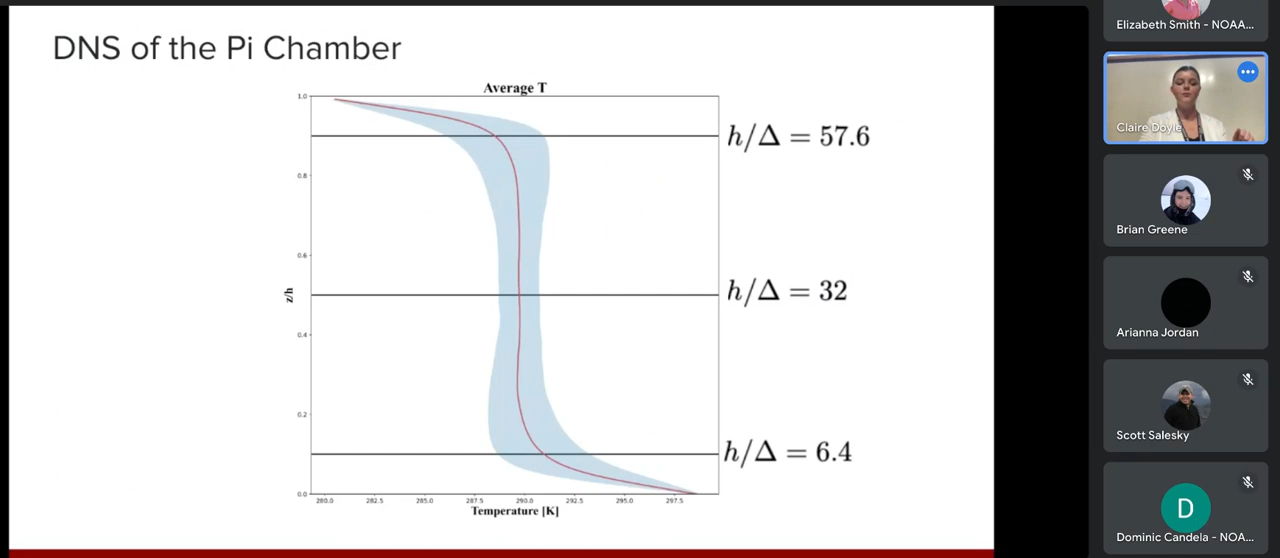 DNS of the Pi Chamber
Average T
1.0
0.8
0.6
0.4
0.2
0.0
z/h
280.0 282.5 285.0 287.5 290.0 292.5 295.0 297.5
Temperature [K]
h/Δ = 57.6
h/Δ = 32
h/Δ = 6.4
Elizabeth Smith - NOAA...
Claire Doyle
Brian Greene
Arianna Jordan
Scott Salesky
D
Dominic Candela - NOA...